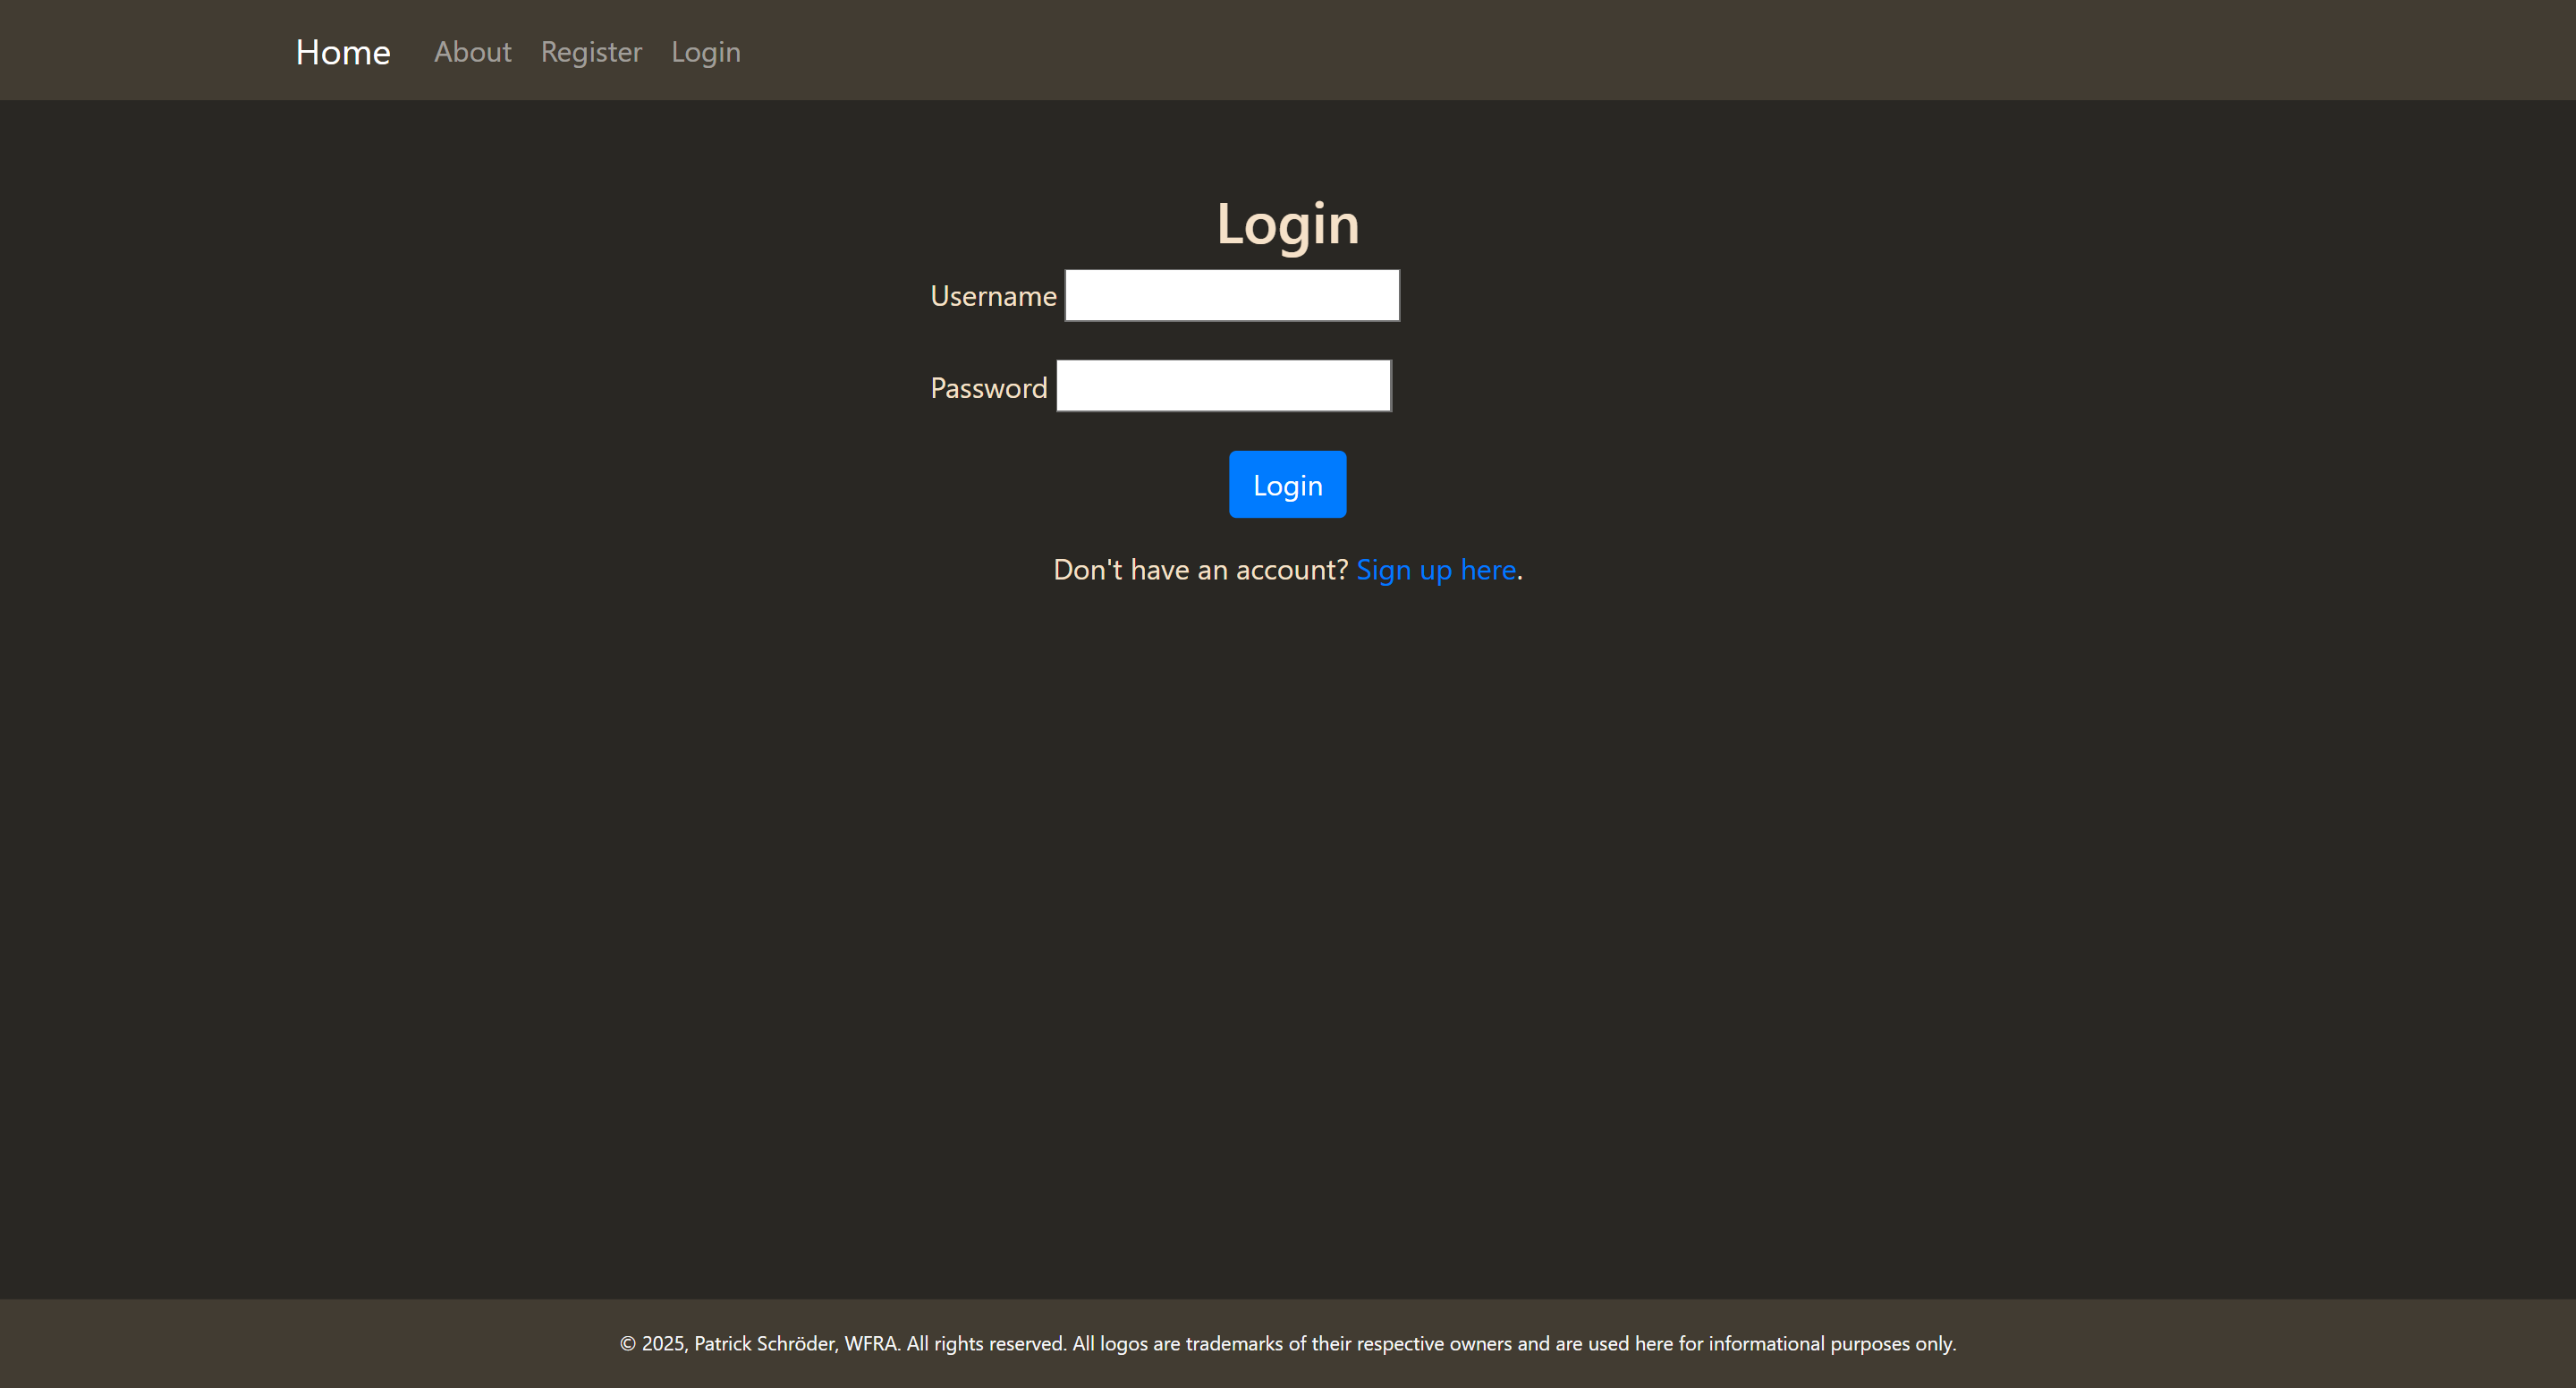 Home About Register Login
Login
Username
Password
Login
Don't have an account? Sign up here.
© 2025, Patrick Schröder, WFRA. All rights reserved. All logos are trademarks of their respective owners and are used here for informational purposes only.